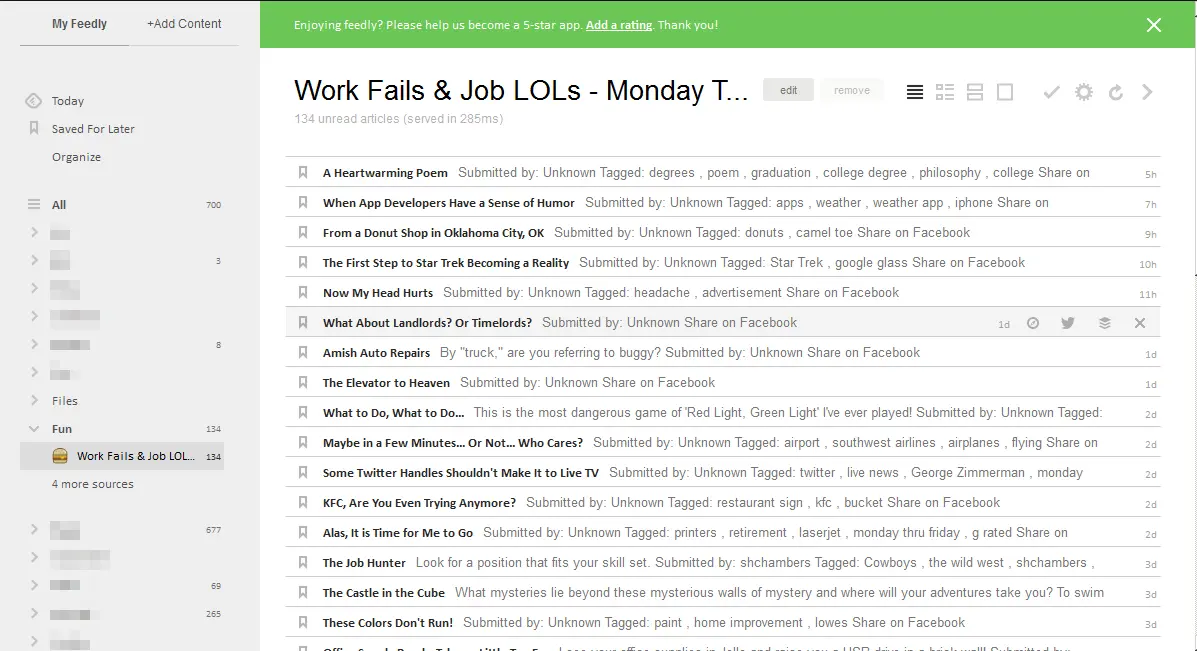 My Feedly
+Add Content
Enjoying feedly? Please help us become a 5-star app. Add a rating. Thank you!
Work Fails & Job LOLs - Monday T...
edit
remove
134 unread articles (served in 285ms)
Today
Saved For Later
Organize
All 700
3
8
Files
Fun 134
Work Fails & Job LOL... 134
4 more sources
677
69
265
A Heartwarming Poem Submitted by: Unknown Tagged: degrees , poem , graduation , college degree , philosophy , college Share on 5h
When App Developers Have a Sense of Humor Submitted by: Unknown Tagged: apps , weather , weather app , iphone Share on 7h
From a Donut Shop in Oklahoma City, OK Submitted by: Unknown Tagged: donuts , camel toe Share on Facebook 9h
The First Step to Star Trek Becoming a Reality Submitted by: Unknown Tagged: Star Trek , google glass Share on Facebook 10h
Now My Head Hurts Submitted by: Unknown Tagged: headache , advertisement Share on Facebook 11h
What About Landlords? Or Timelords? Submitted by: Unknown Share on Facebook 1d
Amish Auto Repairs By "truck," are you referring to buggy? Submitted by: Unknown Share on Facebook 1d
The Elevator to Heaven Submitted by: Unknown Share on Facebook 1d
What to Do, What to Do... This is the most dangerous game of 'Red Light, Green Light' I've ever played! Submitted by: Unknown Tagged: 2d
Maybe in a Few Minutes... Or Not... Who Cares? Submitted by: Unknown Tagged: airport , southwest airlines , airplanes , flying Share on 2d
Some Twitter Handles Shouldn't Make It to Live TV Submitted by: Unknown Tagged: twitter , live news , George Zimmerman , monday 2d
KFC, Are You Even Trying Anymore? Submitted by: Unknown Tagged: restaurant sign , kfc , bucket Share on Facebook 2d
Alas, It is Time for Me to Go Submitted by: Unknown Tagged: printers , retirement , laserjet , monday thru friday , g rated Share on 2d
The Job Hunter Look for a position that fits your skill set. Submitted by: shchambers Tagged: Cowboys , the wild west , shchambers , 3d
The Castle in the Cube What mysteries lie beyond these mysterious walls of mystery and where will your adventures take you? To swim 3d
These Colors Don't Run! Submitted by: Unknown Tagged: paint , home improvement , lowes Share on Facebook 3d